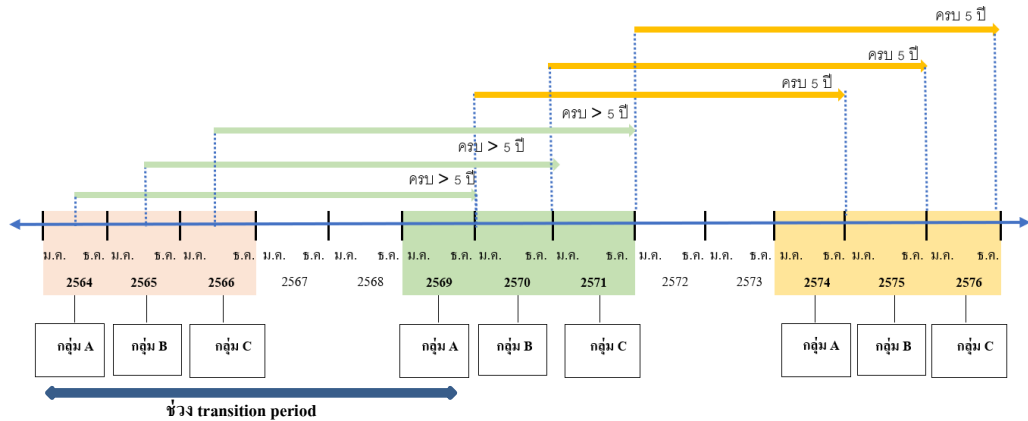 ครบ 5 ปี
ครบ 5 ปี
ครบ 5 ปี
ครบ > 5 ปี
ครบ > 5 ปี
ครบ > 5 ปี
ม.ค. ธ.ค. ม.ค. ธ.ค. ม.ค. ธ.ค. ม.ค. ธ.ค. ม.ค. ธ.ค. ม.ค. ธ.ค. ม.ค. ธ.ค. ม.ค. ธ.ค. ม.ค. ธ.ค. ม.ค. ธ.ค. ม.ค. ธ.ค. ม.ค. ธ.ค. ม.ค. ธ.ค.
2564 2565 2566 2567 2568 2569 2570 2571 2572 2573 2574 2575 2576
กลุ่ม A กลุ่ม B กลุ่ม C กลุ่ม A กลุ่ม B กลุ่ม C กลุ่ม A กลุ่ม B กลุ่ม C
ช่วง transition period